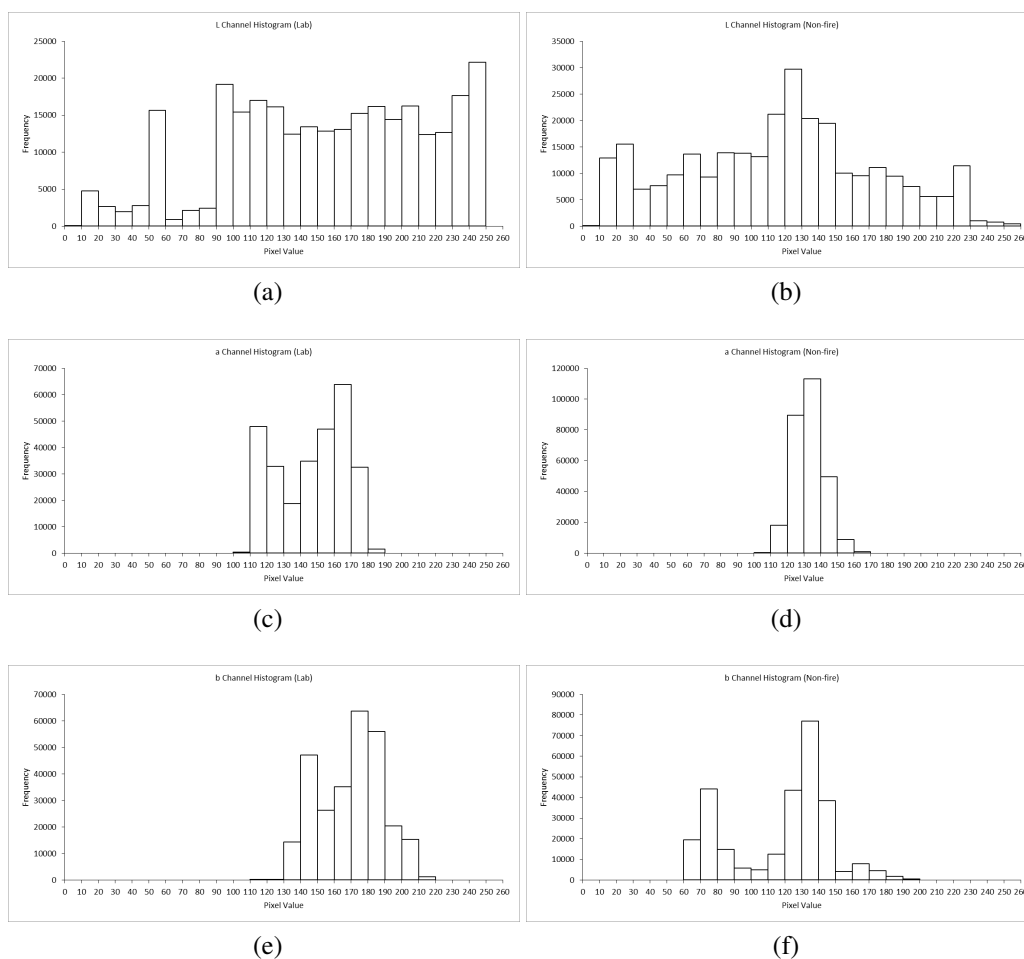 L Channel Histogram (Lab)
25000
20000
15000
10000
5000
0
Frequency
0 10 20 30 40 50 60 70 80 90 100 110 120 130 140 150 160 170 180 190 200 210 220 230 240 250 260
Pixel Value
(a)
L Channel Histogram (Non-fire)
35000
30000
25000
20000
15000
10000
5000
0
Frequency
0 10 20 30 40 50 60 70 80 90 100 110 120 130 140 150 160 170 180 190 200 210 220 230 240 250 260
Pixel Value
(b)
a Channel Histogram (Lab)
70000
60000
50000
40000
30000
20000
10000
0
Frequency
0 10 20 30 40 50 60 70 80 90 100 110 120 130 140 150 160 170 180 190 200 210 220 230 240 250 260
Pixel Value
(c)
a Channel Histogram (Non-fire)
120000
100000
80000
60000
40000
20000
0
Frequency
0 10 20 30 40 50 60 70 80 90 100 110 120 130 140 150 160 170 180 190 200 210 220 230 240 250 260
Pixel Value
(d)
b Channel Histogram (Lab)
70000
60000
50000
40000
30000
20000
10000
0
Frequency
0 10 20 30 40 50 60 70 80 90 100 110 120 130 140 150 160 170 180 190 200 210 220 230 240 250 260
Pixel Value
(e)
b Channel Histogram (Non-fire)
90000
80000
70000
60000
50000
40000
30000
20000
10000
0
Frequency
0 10 20 30 40 50 60 70 80 90 100 110 120 130 140 150 160 170 180 190 200 210 220 230 240 250 260
Pixel Value
(f)